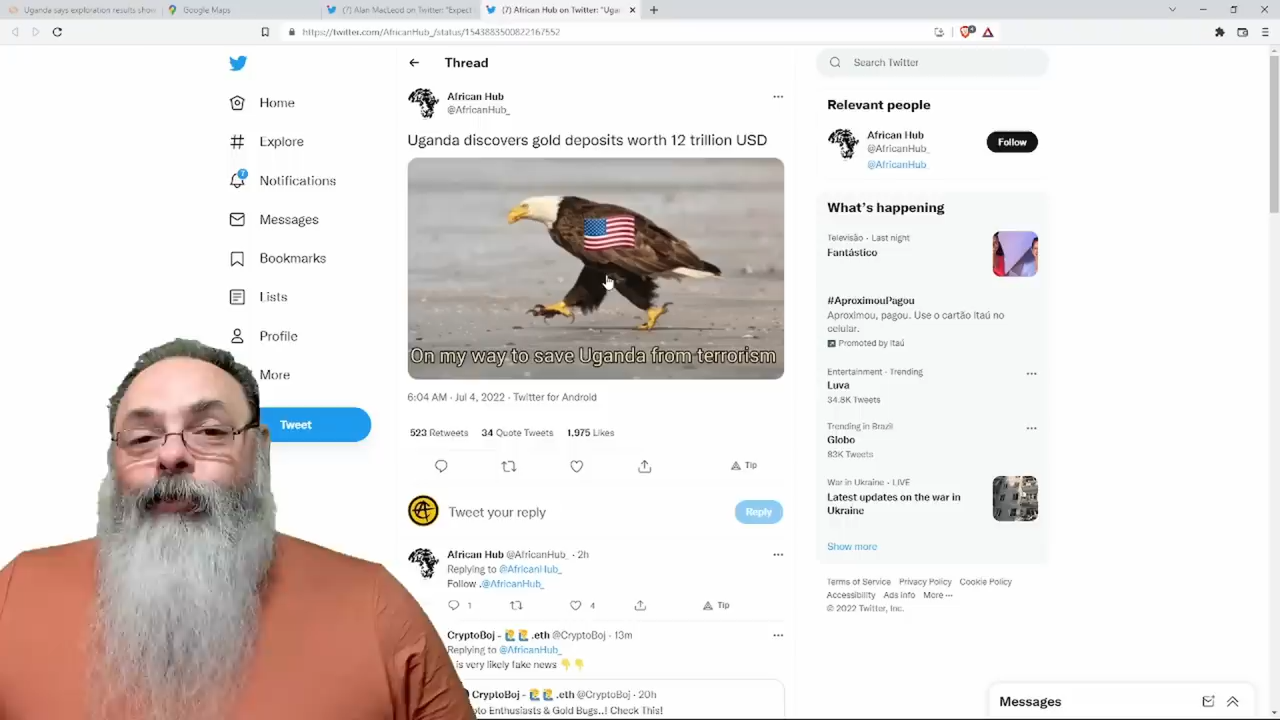 Uganda says exploration results show
Google Maps
(7) Alan MacLeod on Twitter: "Expect
(7) African Hub on Twitter: "Ugan
https://twitter.com/AfricanHub_/status/1543883500822167552
Home
Explore
7
Notifications
Messages
Bookmarks
Lists
Profile
More
Tweet
Thread
African Hub
@AfricanHub_
Uganda discovers gold deposits worth 12 trillion USD
On my way to save Uganda from terrorism
6:04 AM · Jul 4, 2022 · Twitter for Android
523 Retweets 34 Quote Tweets 1,975 Likes
Tip
Tweet your reply
Reply
African Hub @AfricanHub_ · 2h
Replying to @AfricanHub_
Follow .@AfricanHub_
1 4 Tip
CryptoBoj - .eth @CryptoBoj · 13m
Replying to @AfricanHub_
is very likely fake news
CryptoBoj - .eth @CryptoBoj · 20h
to Enthusiasts & Gold Bugs..! Check This!
Search Twitter
Relevant people
African Hub
@AfricanHub_
@AfricanHub_
Follow
What's happening
Televisão · Last night
Fantástico
#AproximouPagou
Aproximou, pagou. Use o cartão Itaú no
celular.
Promoted by Itaú
Entertainment · Trending
Luva
34.8K Tweets
Trending in Brazil
Globo
82K Tweets
War in Ukraine · LIVE
Latest updates on the war in
Ukraine
Show more
Terms of Service Privacy Policy Cookie Policy
Accessibility Ads info More ···
© 2022 Twitter, Inc.
Messages